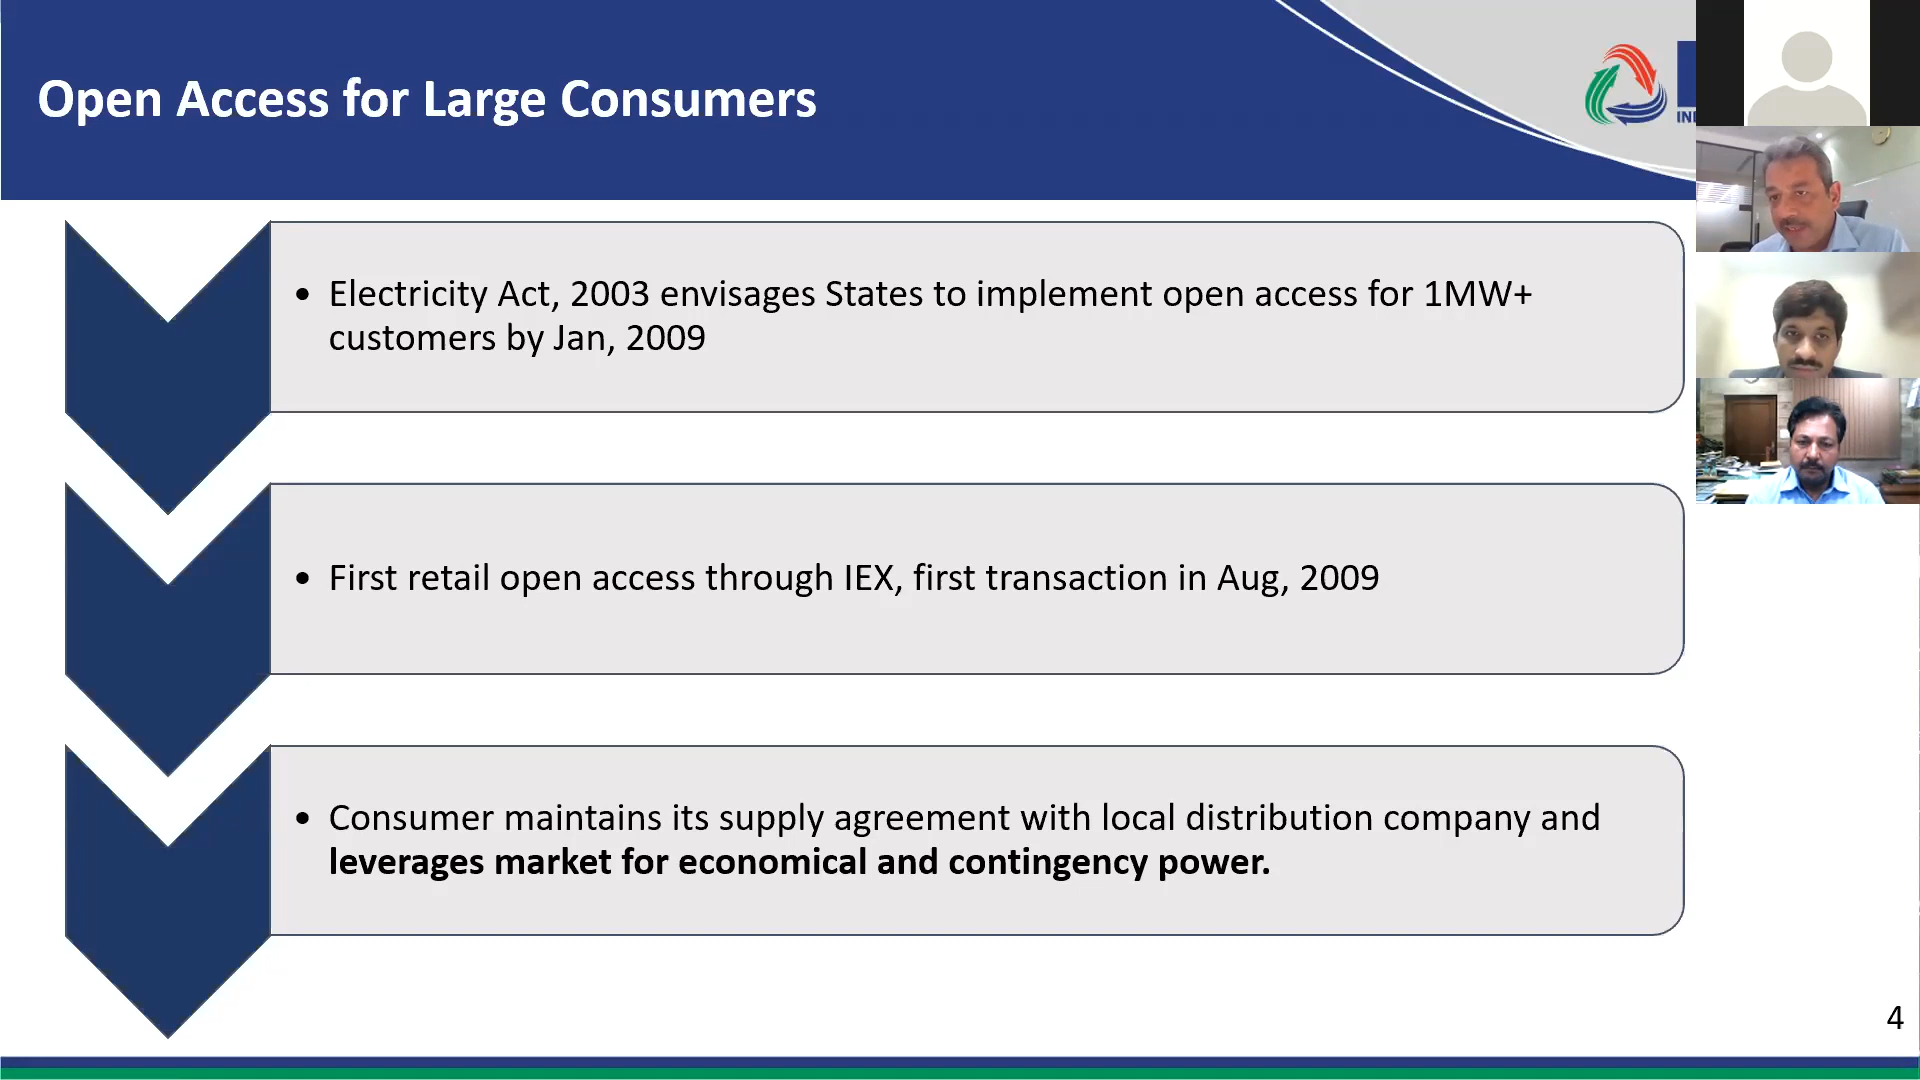 Open Access for Large Consumers
• Electricity Act, 2003 envisages States to implement open access for 1MW+
customers by Jan, 2009
• First retail open access through IEX, first transaction in Aug, 2009
• Consumer maintains its supply agreement with local distribution company and
leverages market for economical and contingency power.
4